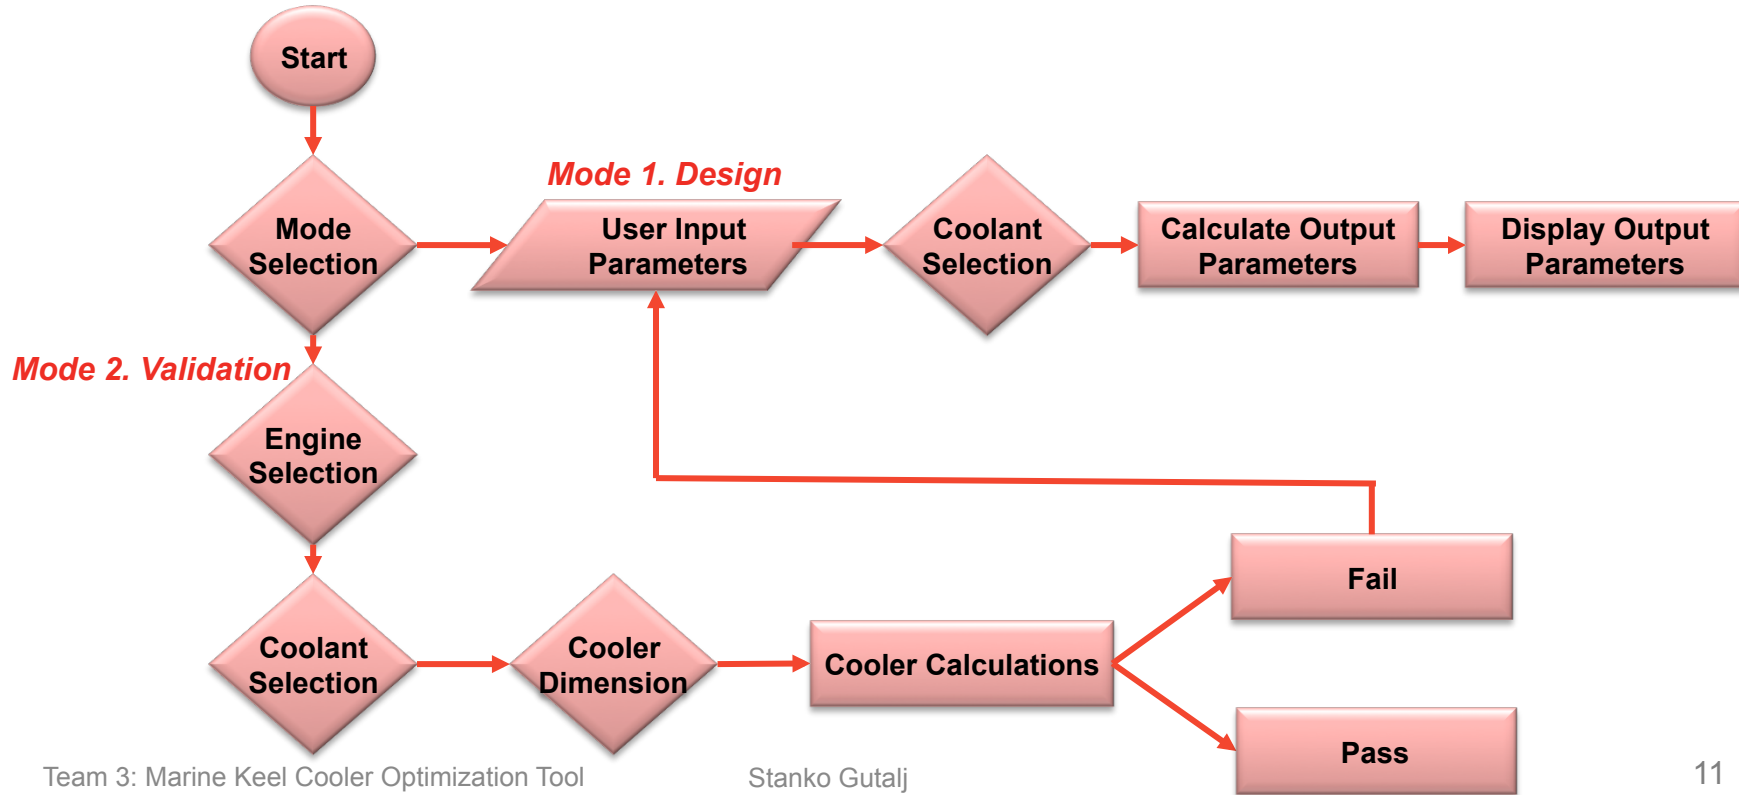 Start
Mode 1. Design
Mode
Selection
User Input
Parameters
Coolant
Selection
Calculate Output
Parameters
Display Output
Parameters
Mode 2. Validation
Engine
Selection
Fail
Coolant
Selection
Cooler
Dimension
Cooler Calculations
Pass
Team 3: Marine Keel Cooler Optimization Tool
Stanko Gutalj
11